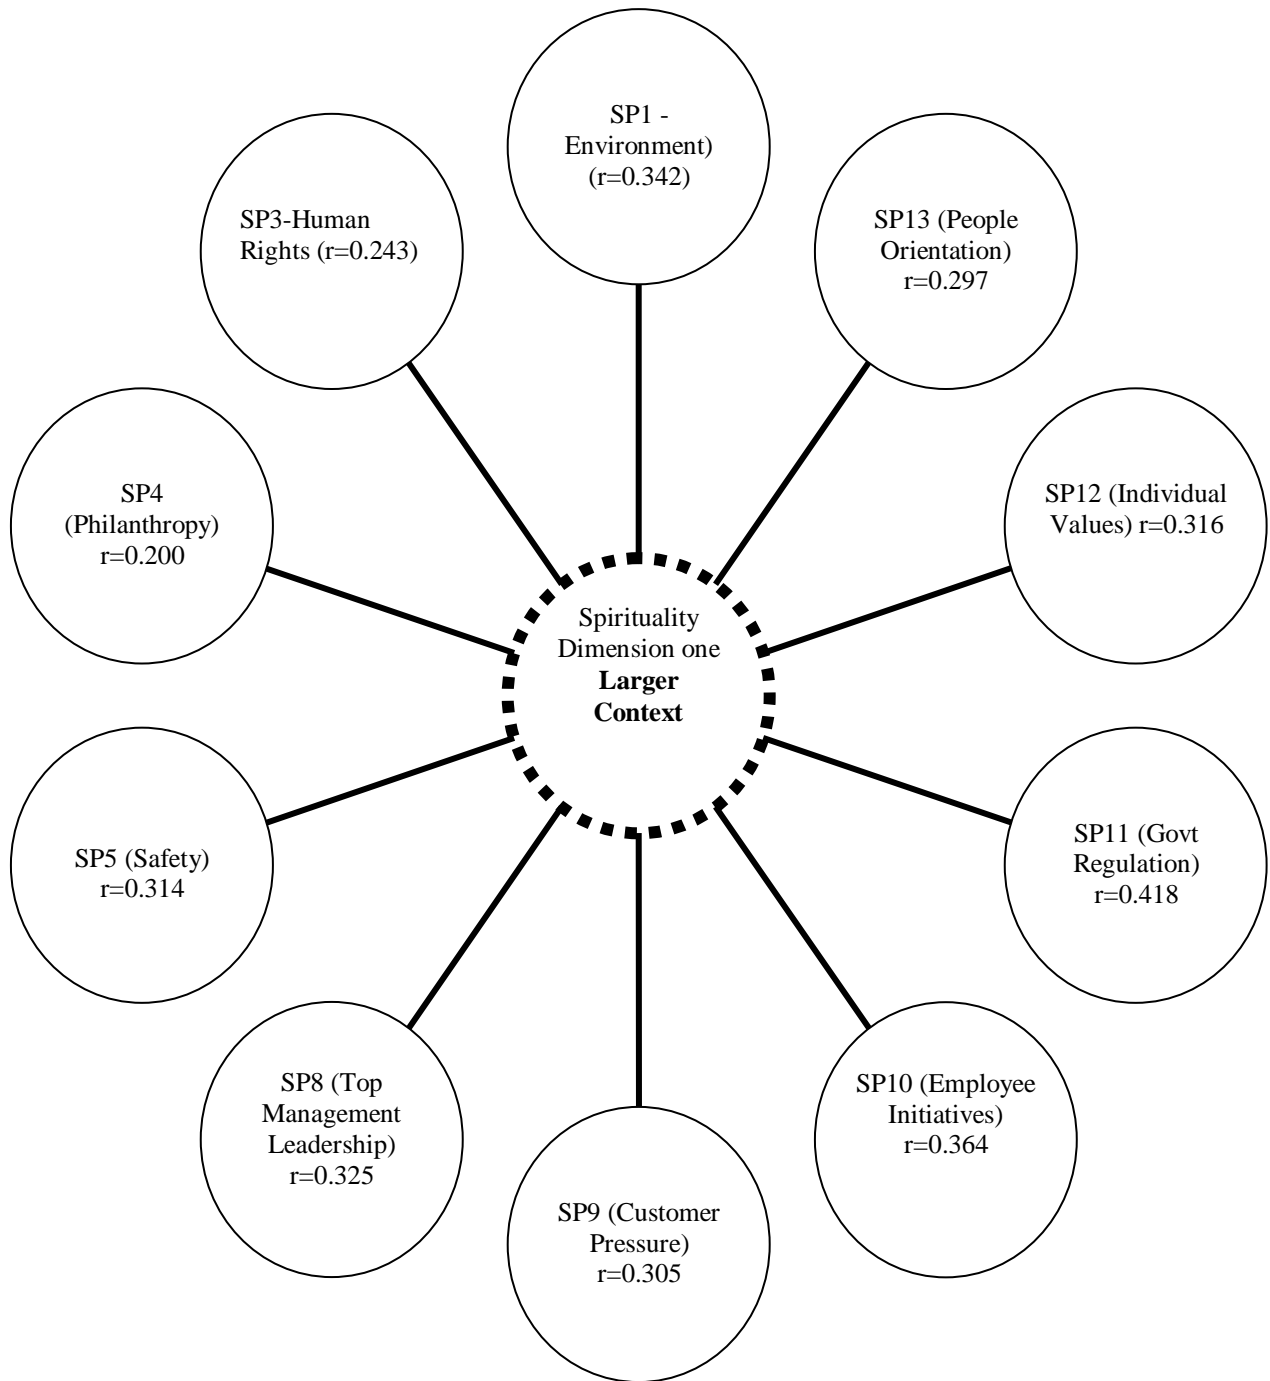 SP1 -
Environment)
(r=0.342)
SP3-Human
Rights (r=0.243)
SP13 (People
Orientation)
r=0.297
SP4
(Philanthropy)
r=0.200
SP12 (Individual
Values) r=0.316
Spirituality
Dimension one
Larger
Context
SP5 (Safety)
r=0.314
SP11 (Govt
Regulation)
r=0.418
SP8 (Top
Management
Leadership)
r=0.325
SP10 (Employee
Initiatives)
r=0.364
SP9 (Customer
Pressure)
r=0.305